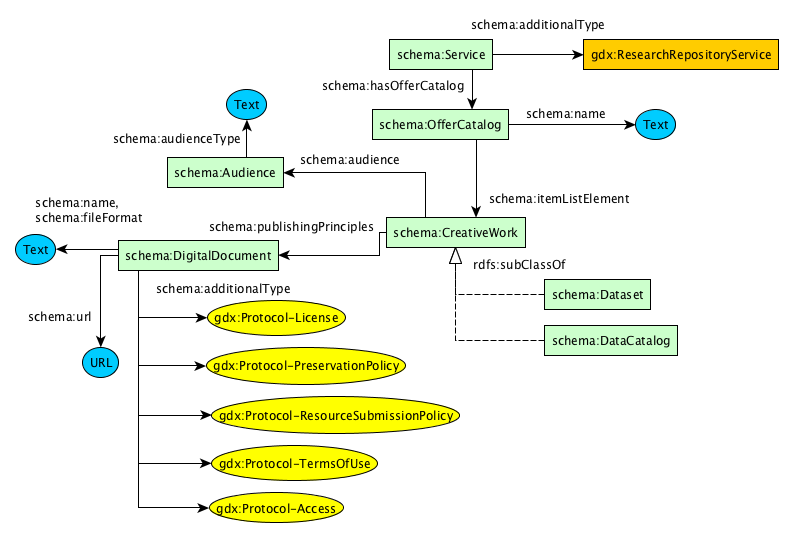 schema:additionalType
schema:Service
gdx:ResearchRepositoryService
schema:hasOfferCatalog
Text
schema:name
schema:OfferCatalog
Text
schema:audienceType
schema:audience
schema:Audience
schema:itemListElement
schema:name,
schema:fileFormat
schema:publishingPrinciples
schema:CreativeWork
Text
schema:DigitalDocument
rdfs:subClassOf
schema:additionalType
schema:Dataset
schema:url
gdx:Protocol-License
schema:DataCatalog
URL
gdx:Protocol-PreservationPolicy
gdx:Protocol-ResourceSubmissionPolicy
gdx:Protocol-TermsOfUse
gdx:Protocol-Access